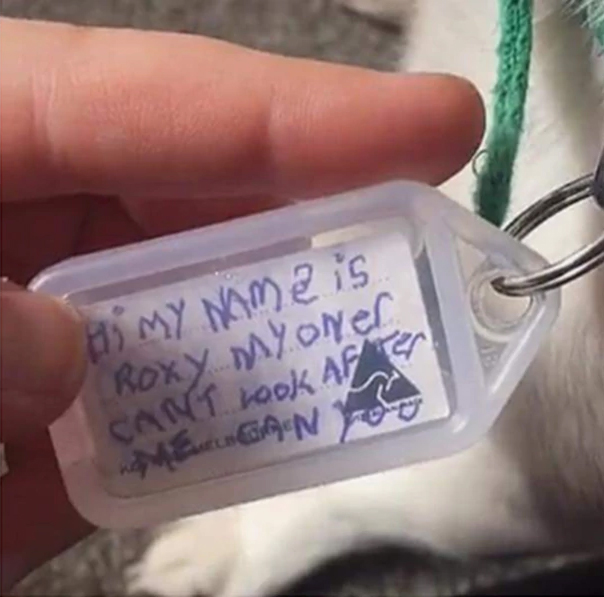 Hi MY NAME iS
ROXY MY ONER
CANT LOOK AFTER
ME CAN YOU